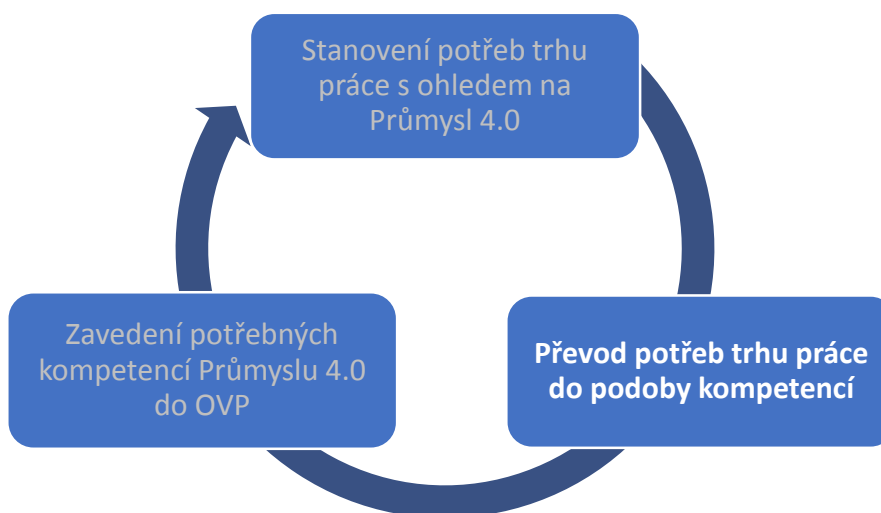 Stanovení potřeb trhu
práce s ohledem na
Průmysl 4.0
Převod potřeb trhu práce
do podoby kompetencí
Zavedení potřebných
kompetencí Průmyslu 4.0
do OVP